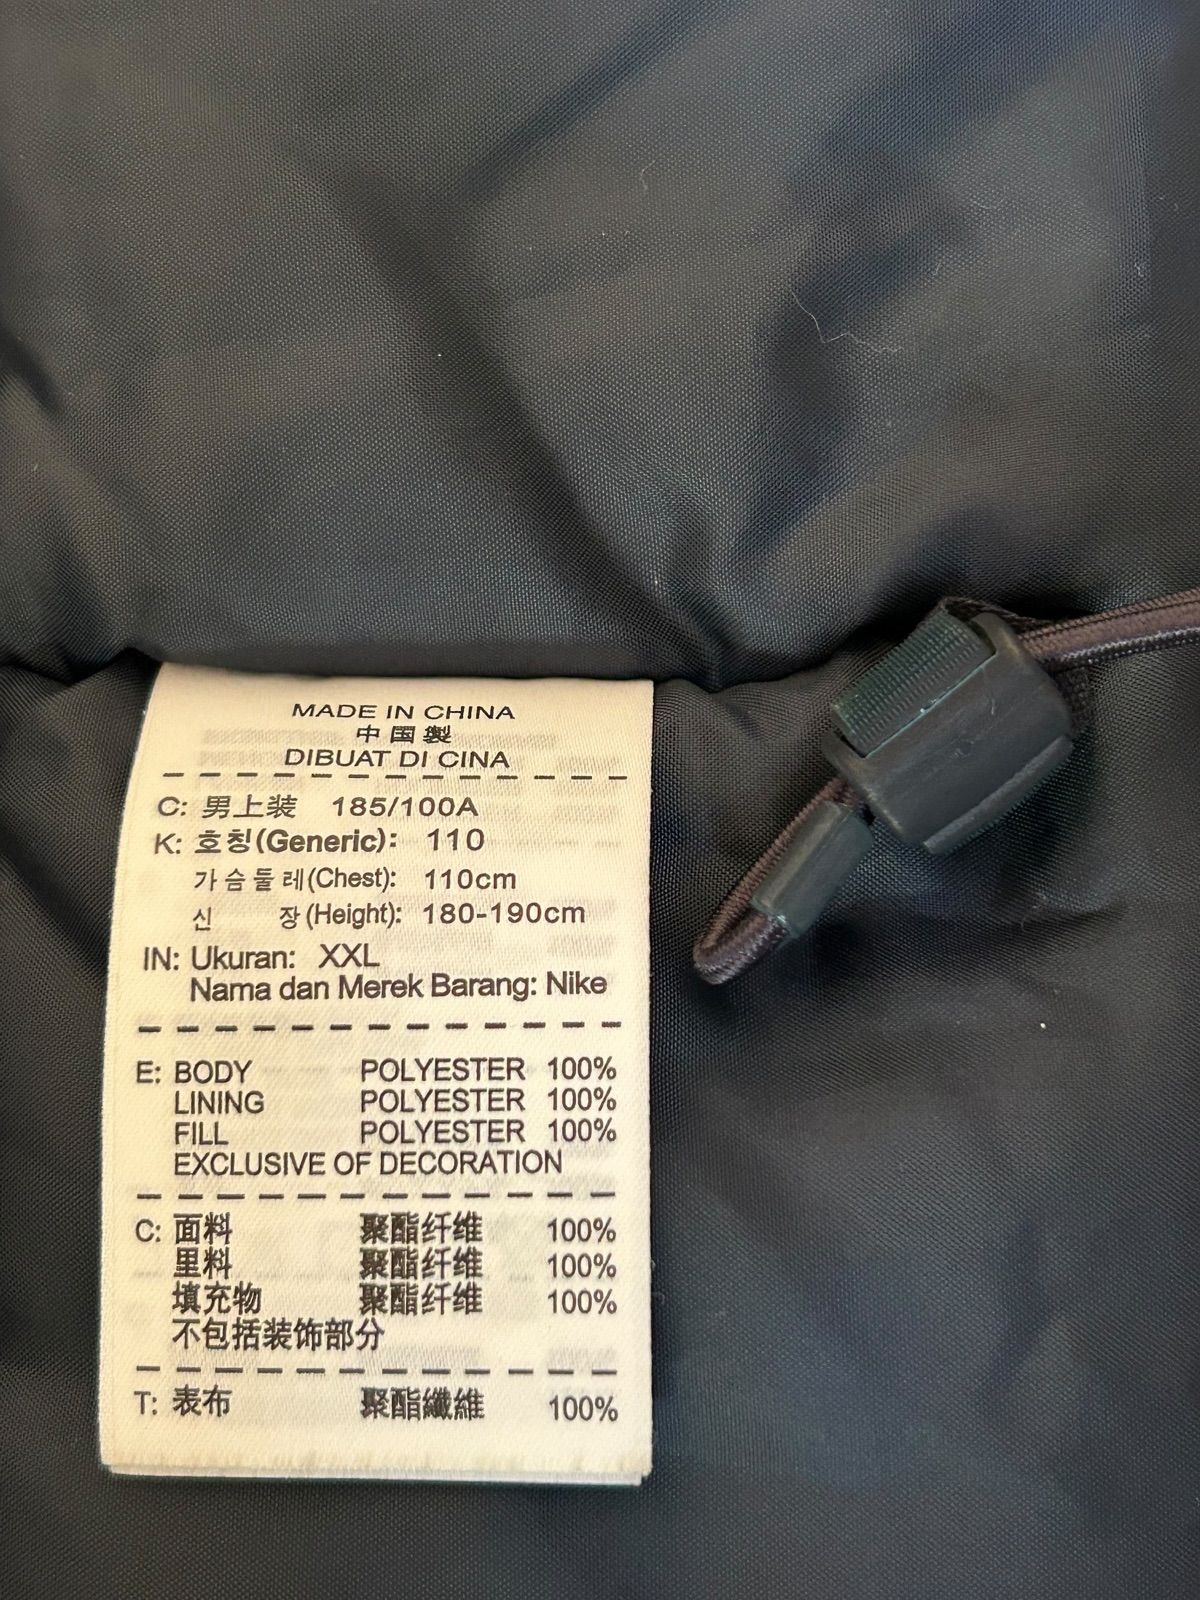 MADE IN CHINA
中国製
DIBUAT DI CINA
C: 男上装 185/100A
K: 호칭(Generic): 110
가슴둘레(Chest): 110cm
신 장(Height): 180-190cm
IN: Ukuran: XXL
Nama dan Merek Barang: Nike
E: BODY POLYESTER 100%
LINING POLYESTER 100%
FILL POLYESTER 100%
EXCLUSIVE OF DECORATION
C: 面料 聚酯纤维 100%
里料 聚酯纤维 100%
填充物 聚酯纤维 100%
不包括装饰部分
T: 表布 聚酯纖維 100%